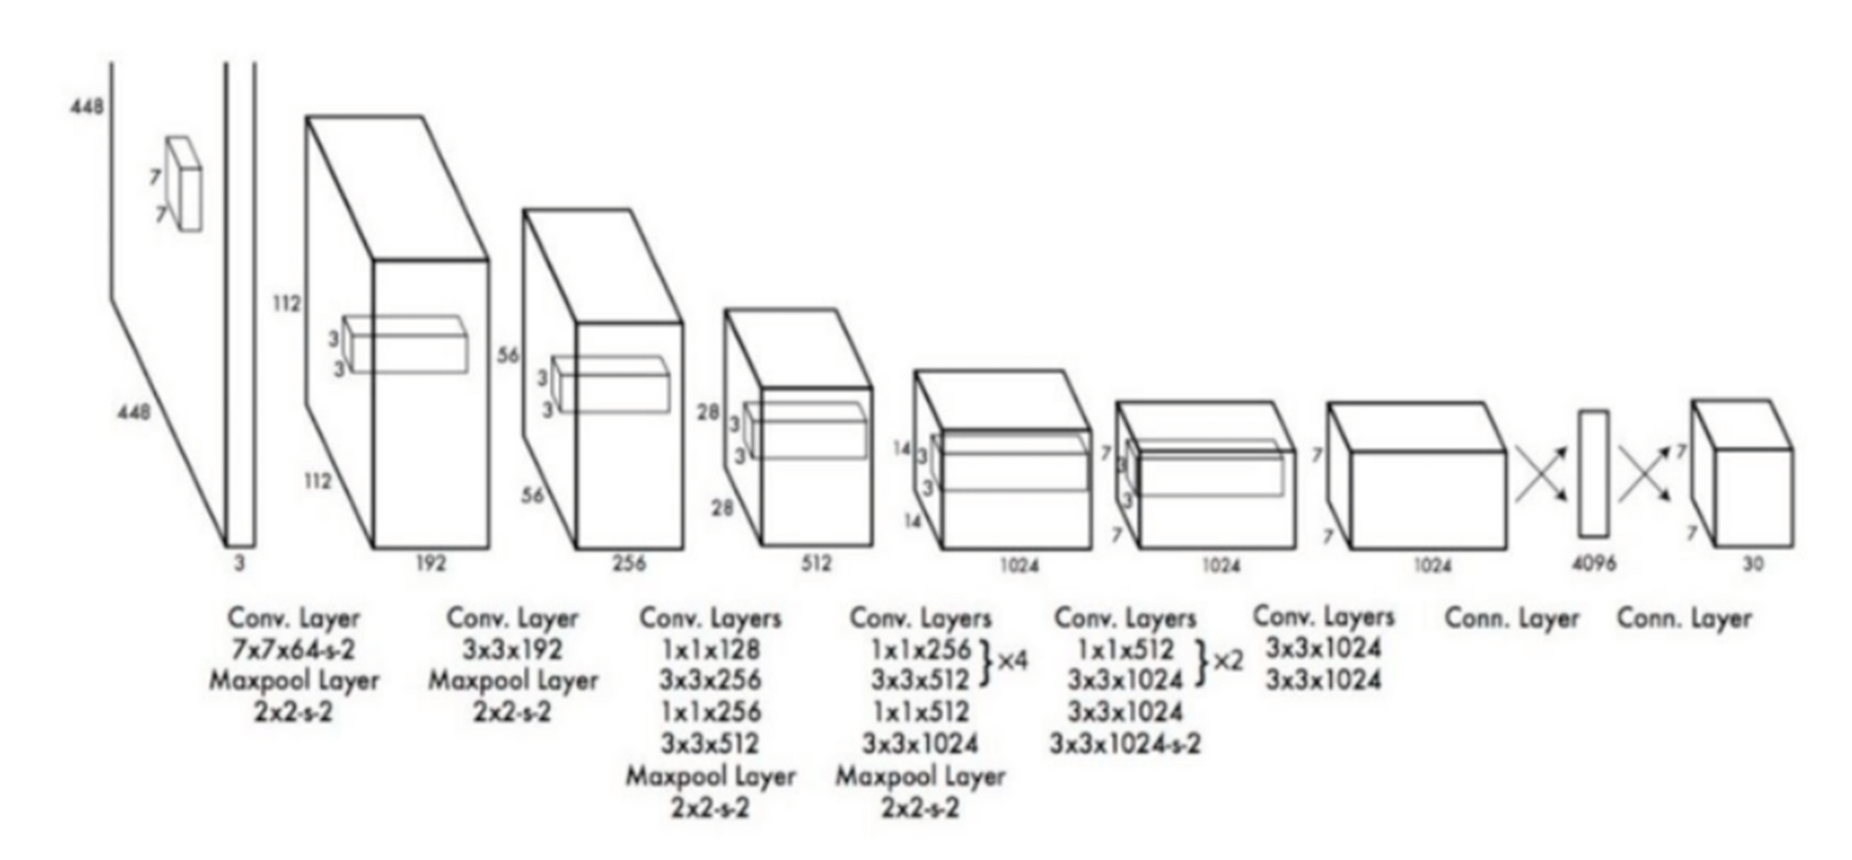 448
7
7
448
3
112
3
3
112
192
56
3
3
56
256
28
3
3
28
512
14
3
3
14
1024
7
3
3
7
1024
7
7
1024
4096
7
7
30
Conv. Layer
7x7x64-s-2
Maxpool Layer
2x2-s-2
Conv. Layer
3x3x192
Maxpool Layer
2x2-s-2
Conv. Layers
1x1x128
3x3x256
1x1x256
3x3x512
Maxpool Layer
2x2-s-2
Conv. Layers
1x1x256
3x3x512 } x4
1x1x512
3x3x1024
Maxpool Layer
2x2-s-2
Conv. Layers
1x1x512
3x3x1024 } x2
3x3x1024
3x3x1024-s-2
Conv. Layers
3x3x1024
3x3x1024
Conn. Layer
Conn. Layer